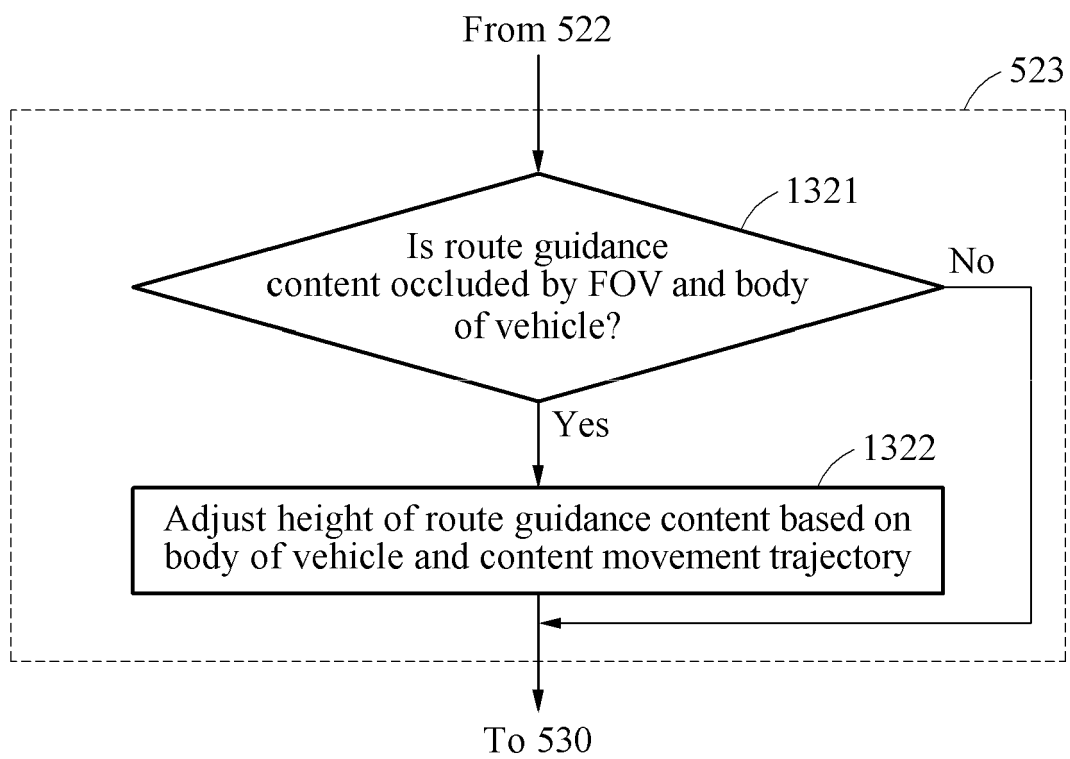 From 522
523
1321
Is route guidance
content occluded by FOV and body
of vehicle?
No
Yes
1322
Adjust height of route guidance content based on
body of vehicle and content movement trajectory
To 530